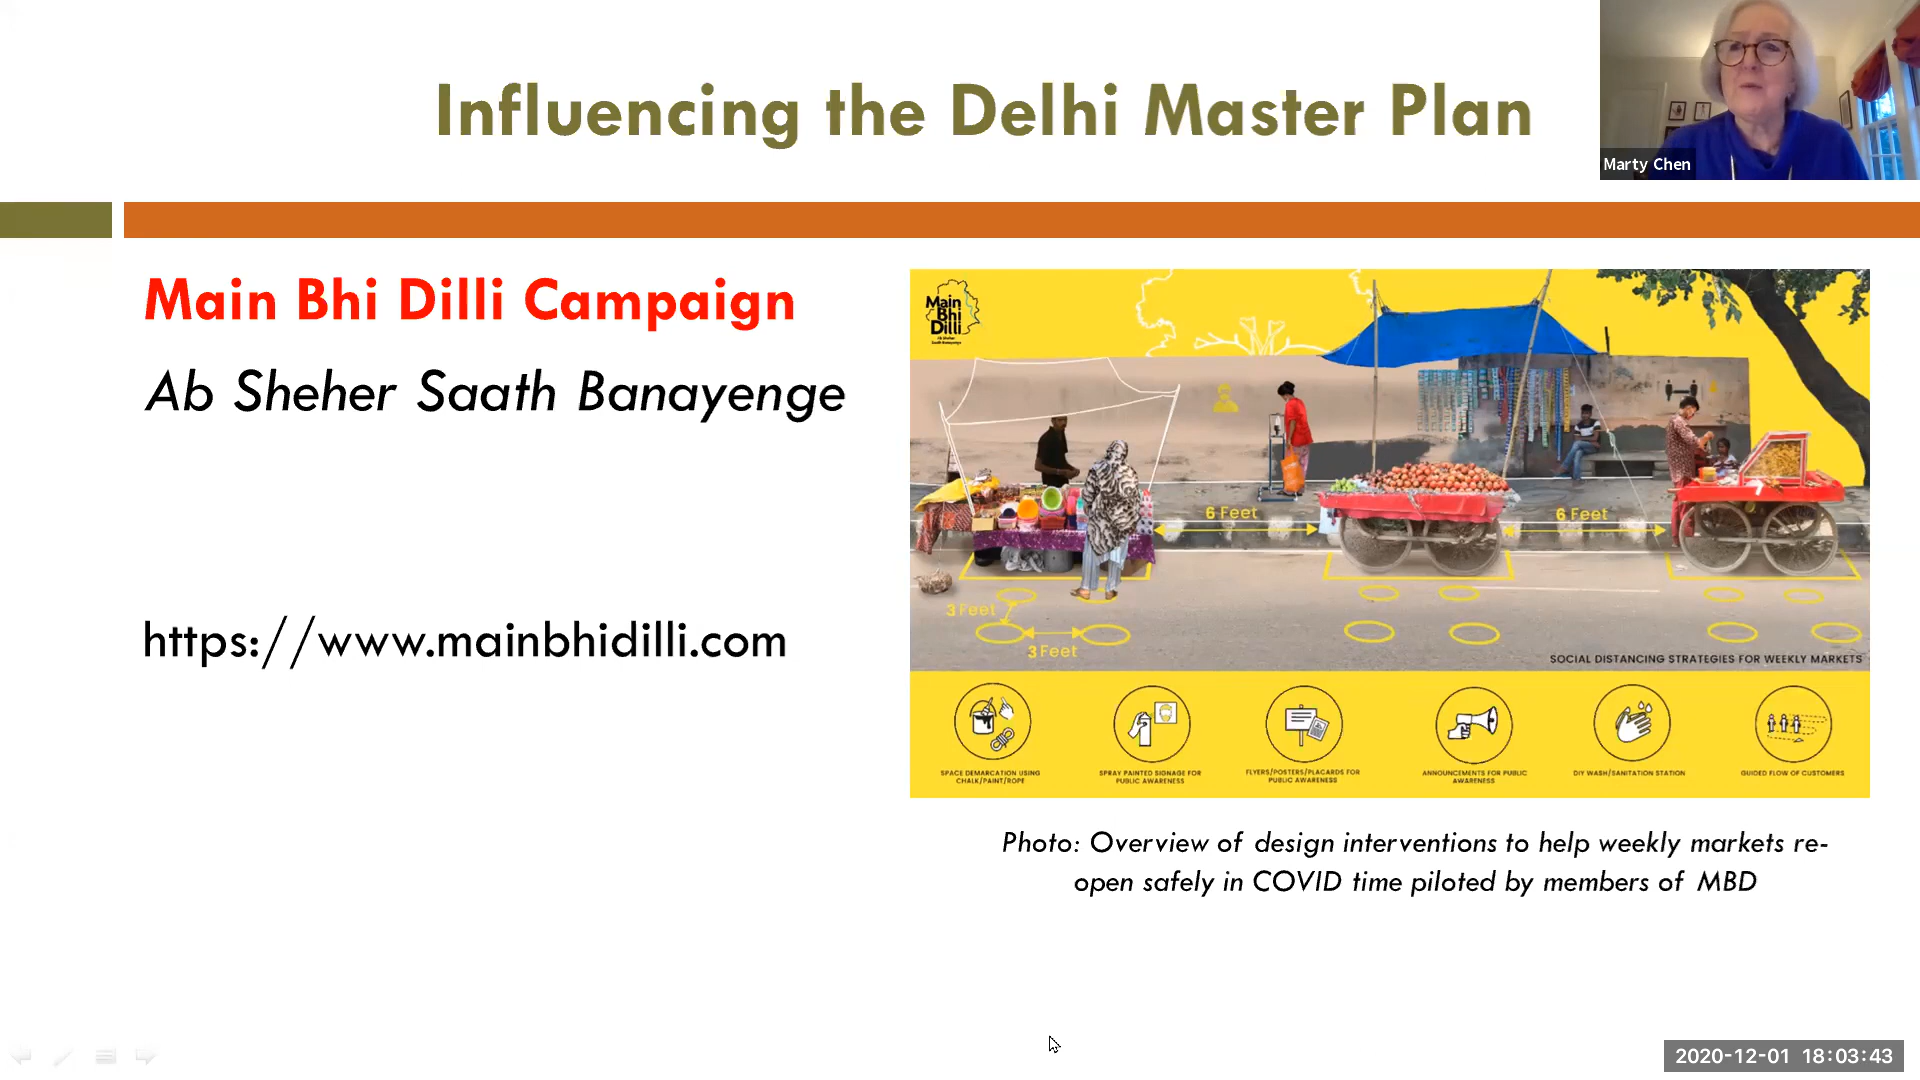 Influencing the Delhi Master Plan
Marty Chen
Main Bhi Dilli Campaign
Ab Sheher Saath Banayenge
https://www.mainbhidilli.com
Main
Bhi
Dilli
Ab Sheher
Saath Banayenge
6 Feet
6 Feet
3 Feet
3 Feet
SOCIAL DISTANCING STRATEGIES FOR WEEKLY MARKETS
SPACE DEMARCATION USING
CHALK/PAINT/ROPE
SPRAY PAINTED SIGNAGE FOR
PUBLIC AWARENESS
FLYERS/POSTERS/PLACARDS FOR
PUBLIC AWARENESS
ANNOUNCEMENTS FOR PUBLIC
AWARENESS
DIY WASH/SANITATION STATION
GUIDED FLOW OF CUSTOMERS
Photo: Overview of design interventions to help weekly markets re-
open safely in COVID time piloted by members of MBD
2020-12-01 18:03:43